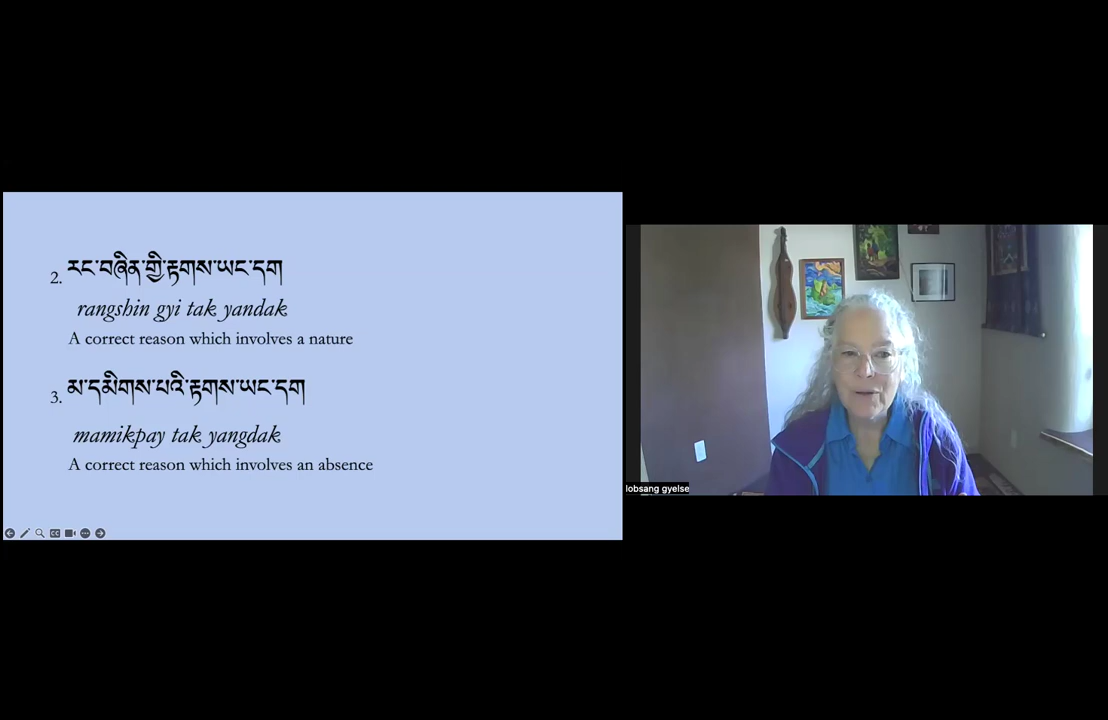 2. རང་བཞིན་གྱི་རྟགས་ཡང་དག
rangshin gyi tak yandak
A correct reason which involves a nature
3. མ་དམིགས་པའི་རྟགས་ཡང་དག
mamikpay tak yangdak
A correct reason which involves an absence
lobsang gyelse